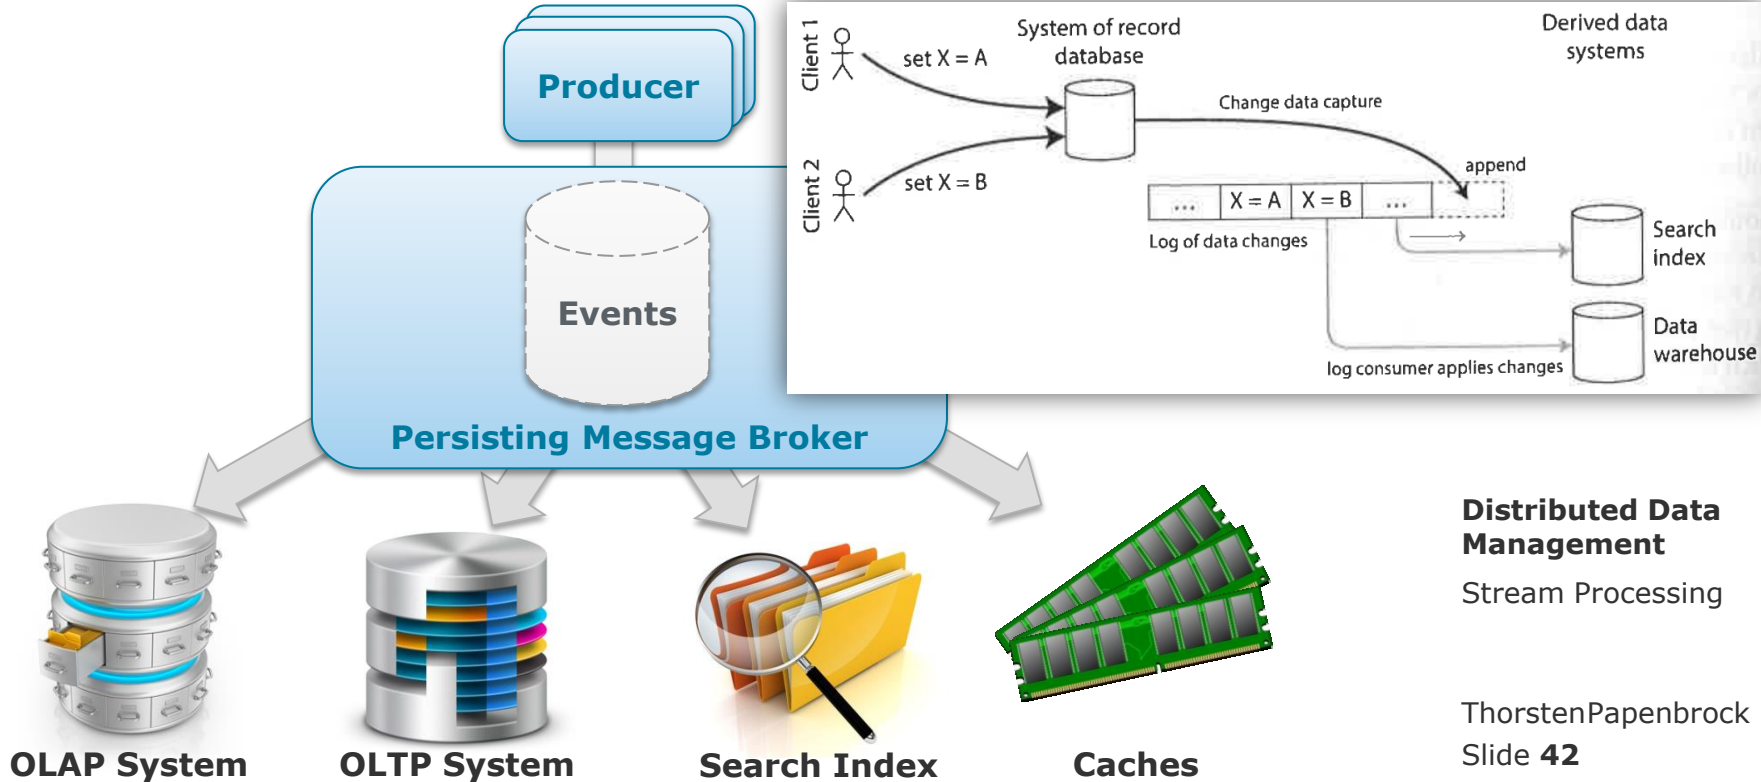 Producer
Events
Persisting Message Broker
Client 1
set X = A
Client 2
set X = B
System of record
database
Change data capture
append
... X = A X = B ...
Log of data changes
log consumer applies changes
Derived data
systems
Search
index
Data
warehouse
OLAP System
OLTP System
Search Index
Caches
Distributed Data
Management
Stream Processing
ThorstenPapenbrock
Slide 42